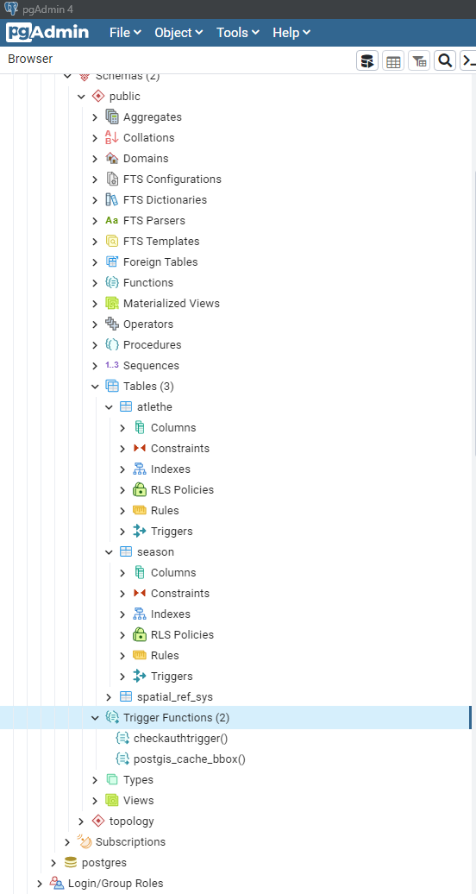 pgAdmin 4
pgAdmin File Object Tools Help
Browser
Schemas (2)
public
Aggregates
Collations
Domains
FTS Configurations
FTS Dictionaries
Aa FTS Parsers
FTS Templates
Foreign Tables
Functions
Materialized Views
Operators
Procedures
1..3 Sequences
Tables (3)
atlethe
Columns
Constraints
Indexes
RLS Policies
Rules
Triggers
season
Columns
Constraints
Indexes
RLS Policies
Rules
Triggers
spatial_ref_sys
Trigger Functions (2)
checkauthtrigger()
postgis_cache_bbox()
Types
Views
topology
Subscriptions
postgres
Login/Group Roles